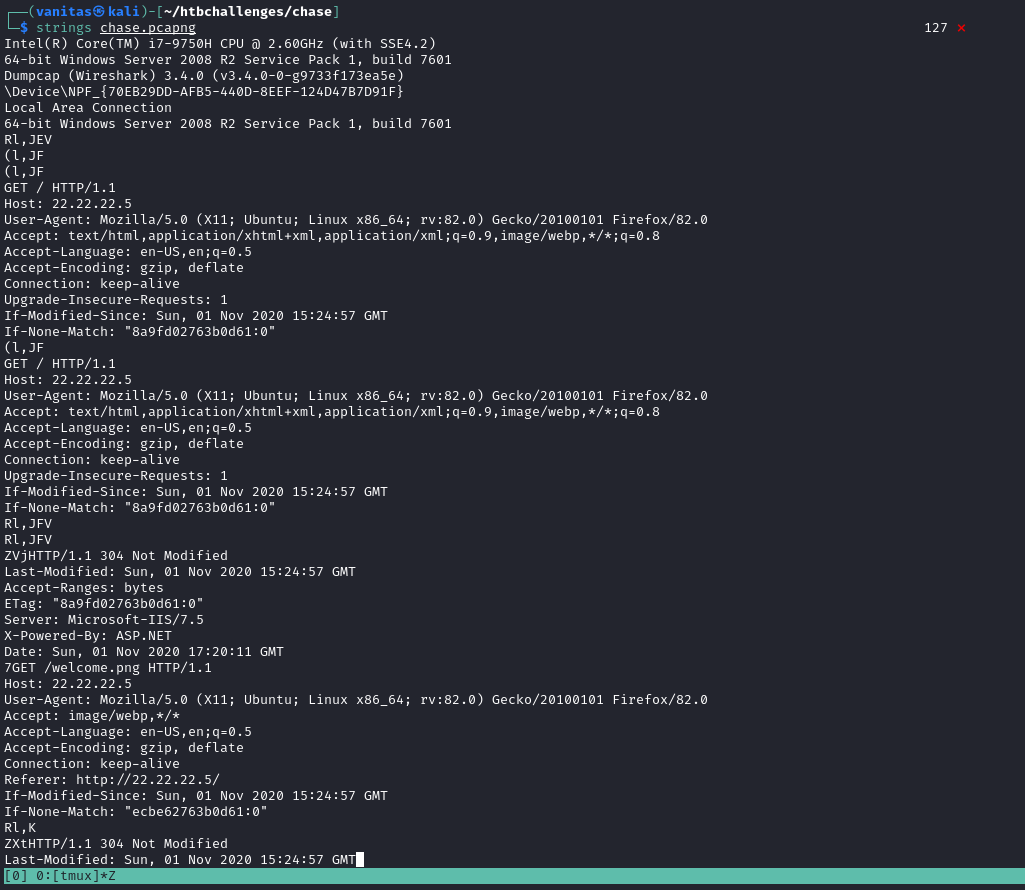 ┌──(vanitas㉿kali)-[~/htbchallenges/chase]
└─$ strings chase.pcapng 127 ✗
Intel(R) Core(TM) i7-9750H CPU @ 2.60GHz (with SSE4.2)
64-bit Windows Server 2008 R2 Service Pack 1, build 7601
Dumpcap (Wireshark) 3.4.0 (v3.4.0-0-g9733f173ea5e)
\Device\NPF_{70EB29DD-AFB5-440D-8EEF-124D47B7D91F}
Local Area Connection
64-bit Windows Server 2008 R2 Service Pack 1, build 7601
Rl,JEV
(l,JF
(l,JF
GET / HTTP/1.1
Host: 22.22.22.5
User-Agent: Mozilla/5.0 (X11; Ubuntu; Linux x86_64; rv:82.0) Gecko/20100101 Firefox/82.0
Accept: text/html,application/xhtml+xml,application/xml;q=0.9,image/webp,*/*;q=0.8
Accept-Language: en-US,en;q=0.5
Accept-Encoding: gzip, deflate
Connection: keep-alive
Upgrade-Insecure-Requests: 1
If-Modified-Since: Sun, 01 Nov 2020 15:24:57 GMT
If-None-Match: "8a9fd02763b0d61:0"
(l,JF
GET / HTTP/1.1
Host: 22.22.22.5
User-Agent: Mozilla/5.0 (X11; Ubuntu; Linux x86_64; rv:82.0) Gecko/20100101 Firefox/82.0
Accept: text/html,application/xhtml+xml,application/xml;q=0.9,image/webp,*/*;q=0.8
Accept-Language: en-US,en;q=0.5
Accept-Encoding: gzip, deflate
Connection: keep-alive
Upgrade-Insecure-Requests: 1
If-Modified-Since: Sun, 01 Nov 2020 15:24:57 GMT
If-None-Match: "8a9fd02763b0d61:0"
Rl,JFV
Rl,JFV
ZVjHTTP/1.1 304 Not Modified
Last-Modified: Sun, 01 Nov 2020 15:24:57 GMT
Accept-Ranges: bytes
ETag: "8a9fd02763b0d61:0"
Server: Microsoft-IIS/7.5
X-Powered-By: ASP.NET
Date: Sun, 01 Nov 2020 17:20:11 GMT
7GET /welcome.png HTTP/1.1
Host: 22.22.22.5
User-Agent: Mozilla/5.0 (X11; Ubuntu; Linux x86_64; rv:82.0) Gecko/20100101 Firefox/82.0
Accept: image/webp,*/*
Accept-Language: en-US,en;q=0.5
Accept-Encoding: gzip, deflate
Connection: keep-alive
Referer: http://22.22.22.5/
If-Modified-Since: Sun, 01 Nov 2020 15:24:57 GMT
If-None-Match: "ecbe62763b0d61:0"
Rl,K
ZXtHTTP/1.1 304 Not Modified
Last-Modified: Sun, 01 Nov 2020 15:24:57 GMT
[0] 0:[tmux]*Z